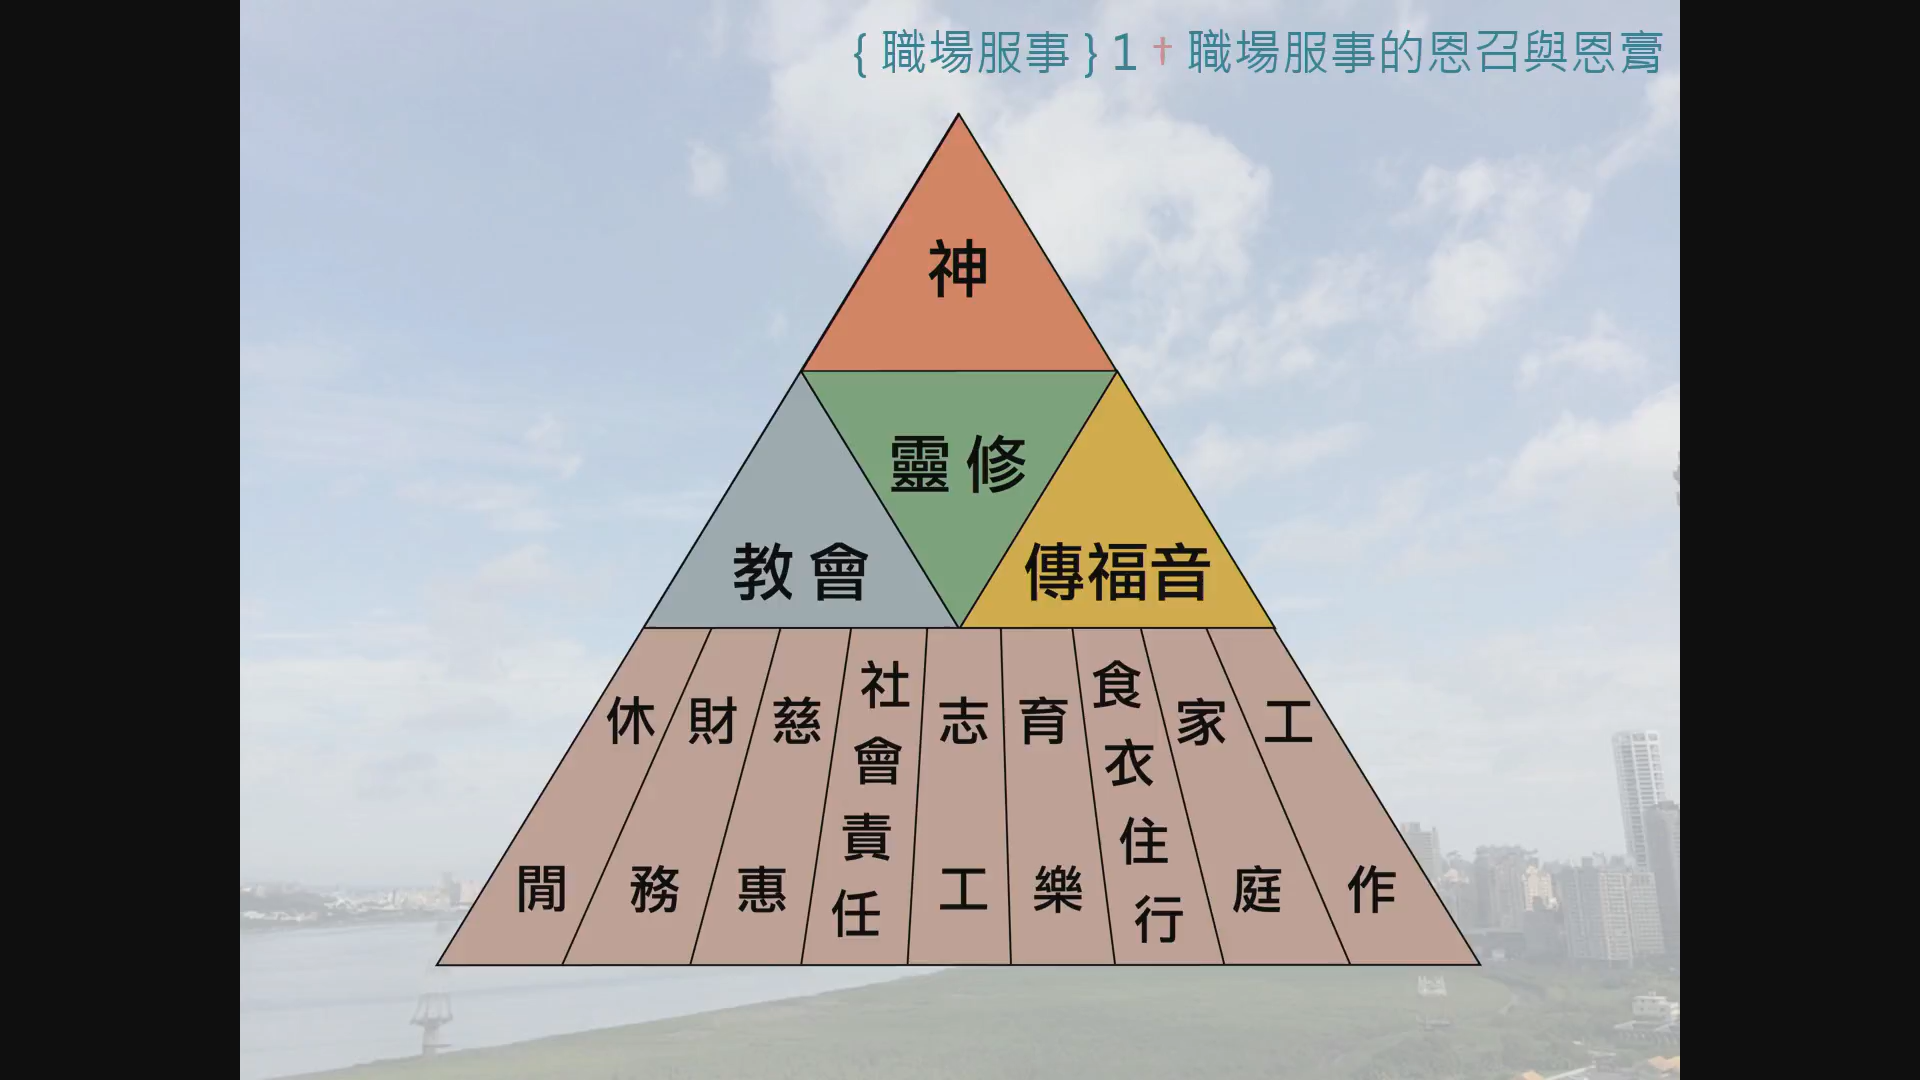 { 職場服事 } 1 † 職場服事的恩召與恩膏
神
靈修
教會
傳福音
休閒
財務
慈惠
社會責任
志工
育樂
食衣住行
家庭
工作